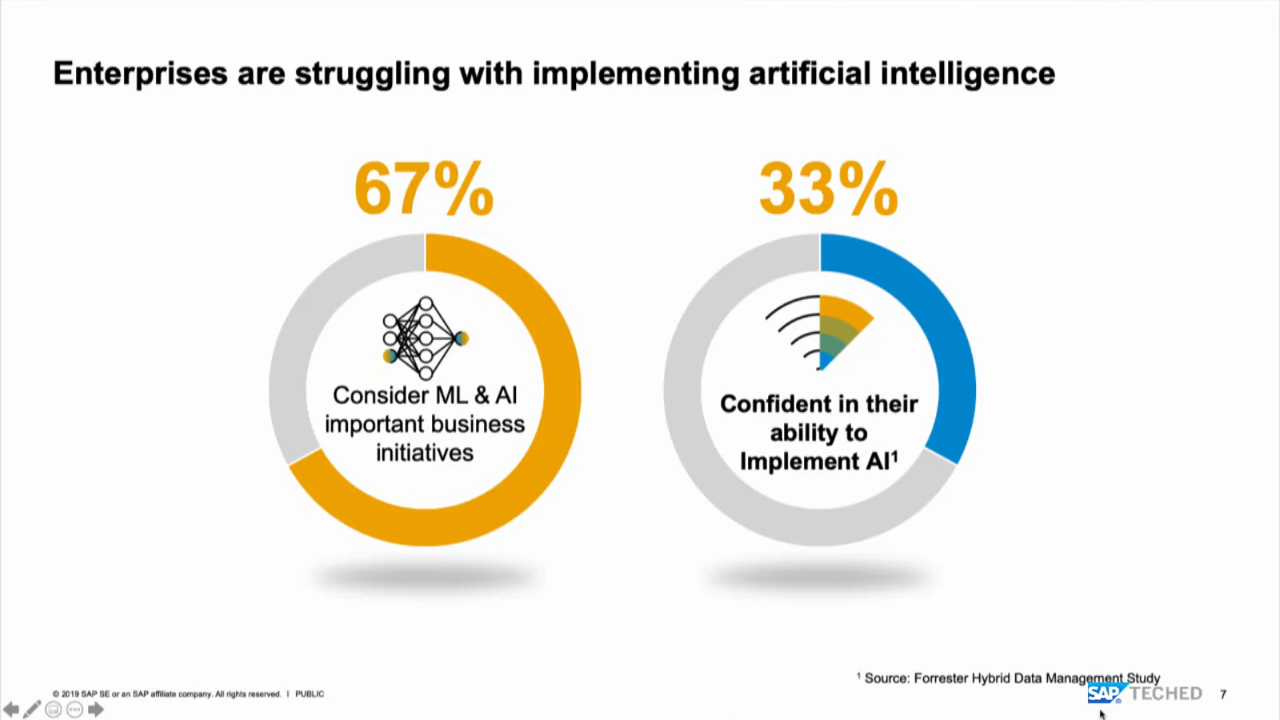 Enterprises are struggling with implementing artificial intelligence
67%
33%
Consider ML & AI
important business
initiatives
Confident in their
ability to
Implement AI¹
¹ Source: Forrester Hybrid Data Management Study
© 2019 SAP SE or an SAP affiliate company. All rights reserved. I PUBLIC
SAP TECHED 7